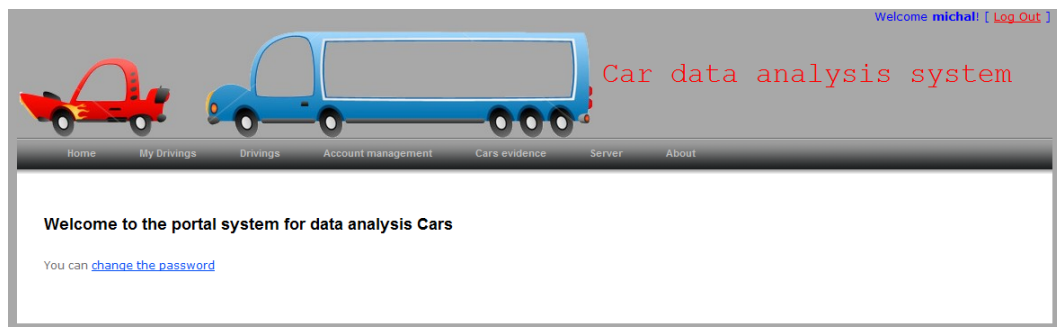 Welcome michal! [ Log Out ]
Car data analysis system
Home My Drivings Drivings Account management Cars evidence Server About
Welcome to the portal system for data analysis Cars
You can change the password